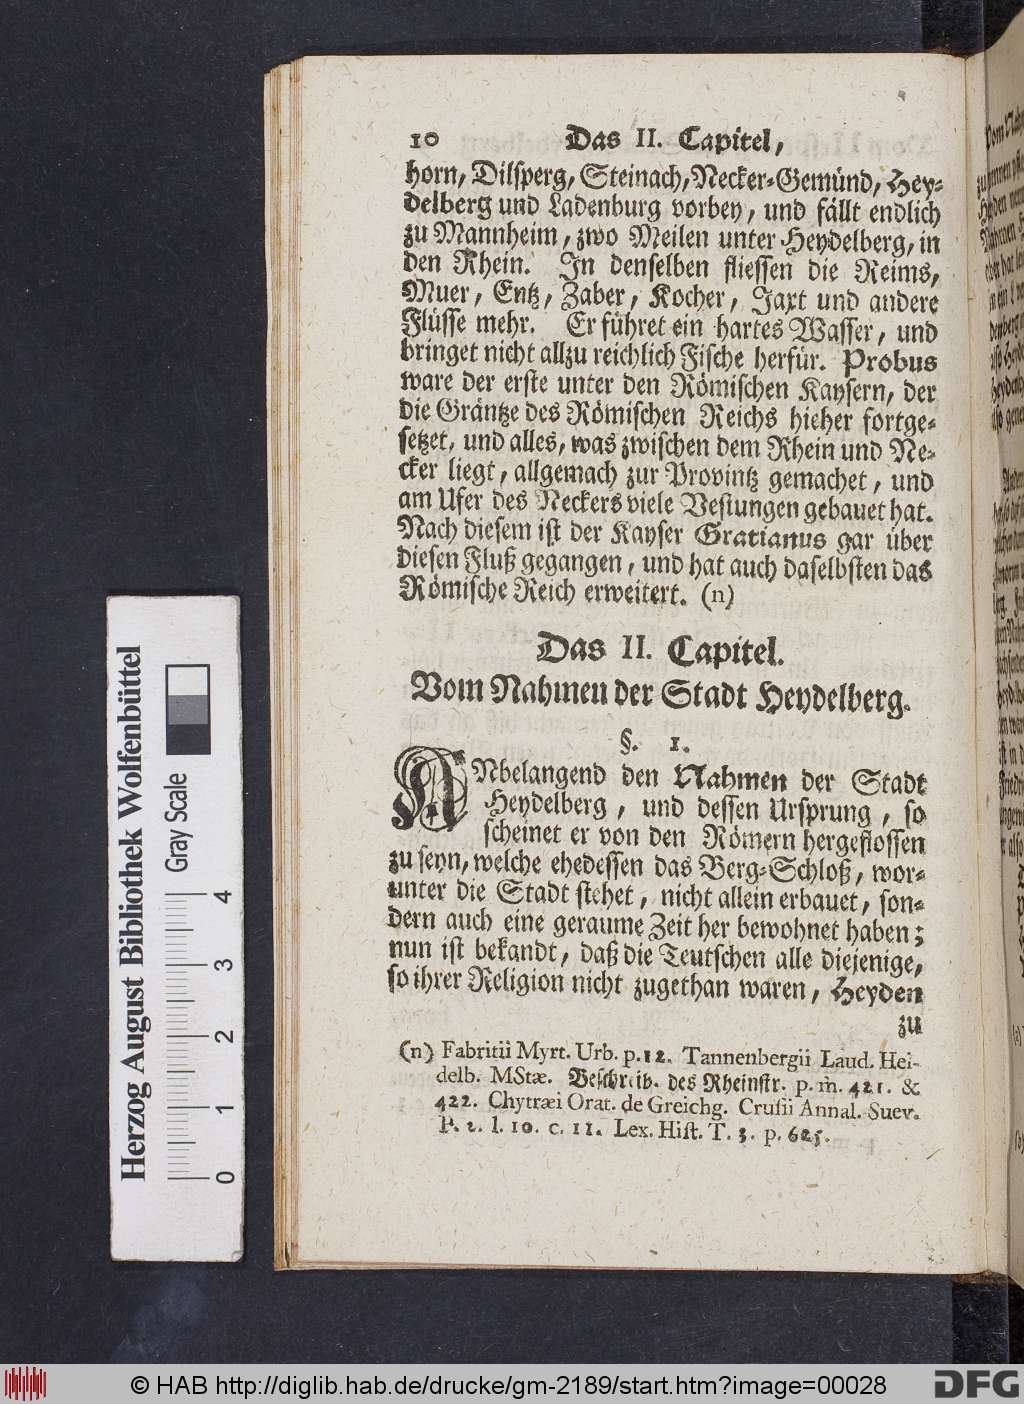 10 Das II. Capitel,
horn, Dilsperg, Steinach, Necker-Gemünd, Hey-
delberg und Ladenburg vorbey, und fällt endlich
zu Mannheim, zwo Meilen unter Heydelberg, in
den Rhein. In denselben fliessen die Reims,
Muer, Entz, Zaber, Kocher, Jaxt und andere
Flüsse mehr. Er führet ein hartes Wasser, und
bringet nicht allzu reichlich Fische herfür. Probus
ware der erste unter den Römischen Kaysern, der
die Gräntze des Römischen Reichs hieher fortge-
setzet, und alles, was zwischen dem Rhein und Ne-
cker liegt, allgemach zur Provintz gemachet, und
am Ufer des Neckers viele Vestungen gebauet hat.
Nach diesem ist der Kayser Gratianus gar über
diesen Fluß gegangen, und hat auch daselbsten das
Römische Reich erweitert. (n)
Das II. Capitel.
Vom Nahmen der Stadt Heydelberg.
§. 1.
ANbelangend den Nahmen der Stadt
Heydelberg, und dessen Ursprung, so
scheinet er von den Römern hergeflossen
zu seyn, welche ehedessen das Berg-Schloß, wor-
unter die Stadt stehet, nicht allein erbauet, son-
dern auch eine geraume Zeit her bewohnet haben;
nun ist bekandt, daß die Teutschen alle diejenige,
so ihrer Religion nicht zugethan waren, Heyden
zu
(n) Fabritii Myrt. Urb. p. 12. Tannenbergii Laud. Hei-
delb. MStæ. Beschreib. des Rheinstr. p. m. 421. &
422. Chytræi Orat. de Greichg. Crusii Annal. Suev.
P. 2. l. 10. c. 11. Lex. Hist. T. 3. p. 625.
Herzog August Bibliothek Wolfenbüttel
Gray Scale
0 1 2 3 4
© HAB http://diglib.hab.de/drucke/gm-2189/start.htm?image=00028
DFG